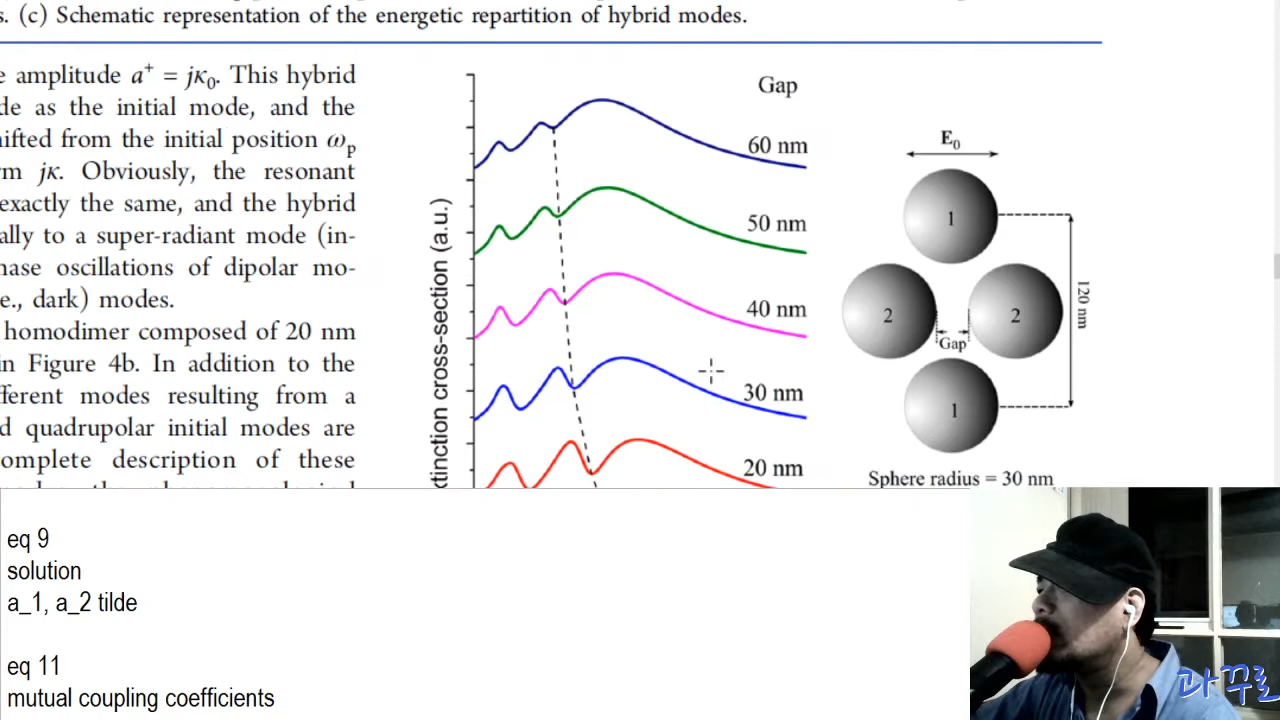 s. (c) Schematic representation of the energetic repartition of hybrid modes.
e amplitude a⁺ = jκ₀. This hybrid
de as the initial mode, and the
hifted from the initial position ωₚ
rm jκ. Obviously, the resonant
exactly the same, and the hybrid
ally to a super-radiant mode (in-
hase oscillations of dipolar mo-
e., dark) modes.
homodimer composed of 20 nm
in Figure 4b. In addition to the
fferent modes resulting from a
d quadrupolar initial modes are
omplete description of these
tinction cross-section (a.u.)
Gap
60 nm
50 nm
40 nm
30 nm
20 nm
E₀
1
2
2
Gap
1
120 nm
Sphere radius = 30 nm
eq 9
solution
a_1, a_2 tilde
eq 11
mutual coupling coefficients
과꾸로